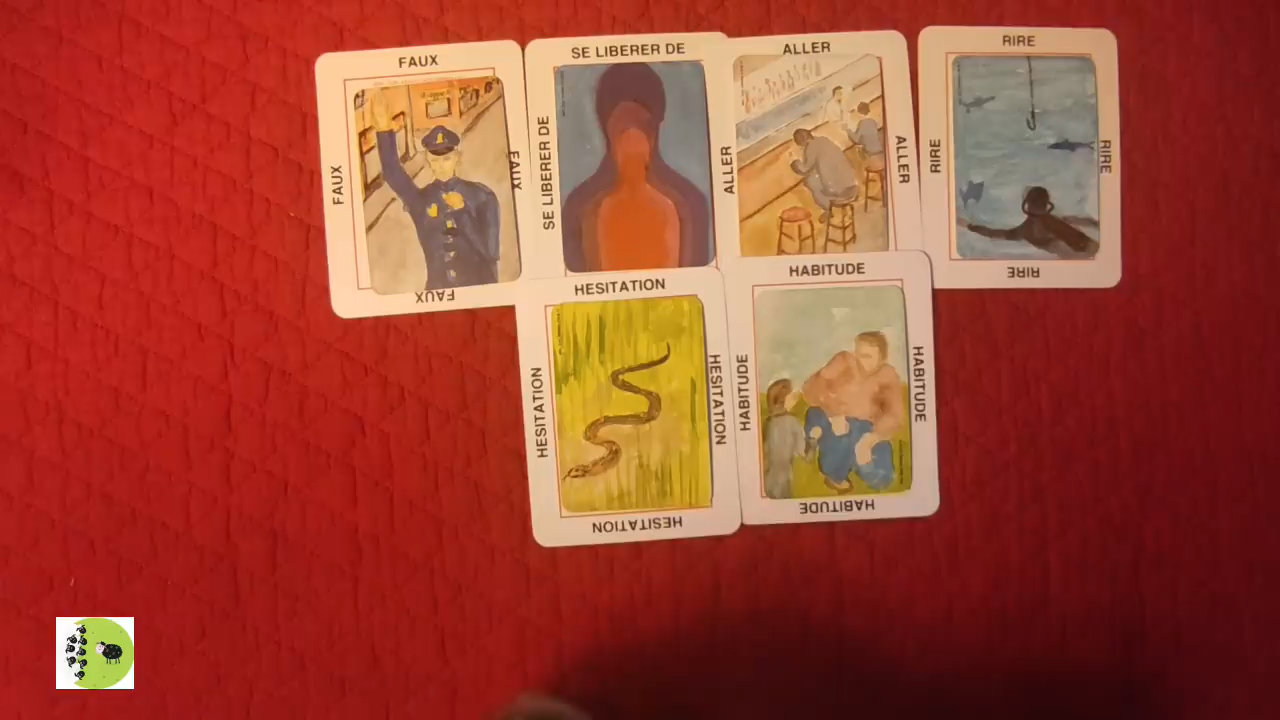 FAUX
FAUX
FAUX
FAUX
SE LIBERER DE
SE LIBERER DE
ALLER
ALLER
ALLER
RIRE
RIRE
RIRE
RIRE
HESITATION
HESITATION
HESITATION
HESITATION
HABITUDE
HABITUDE
HABITUDE
HABITUDE